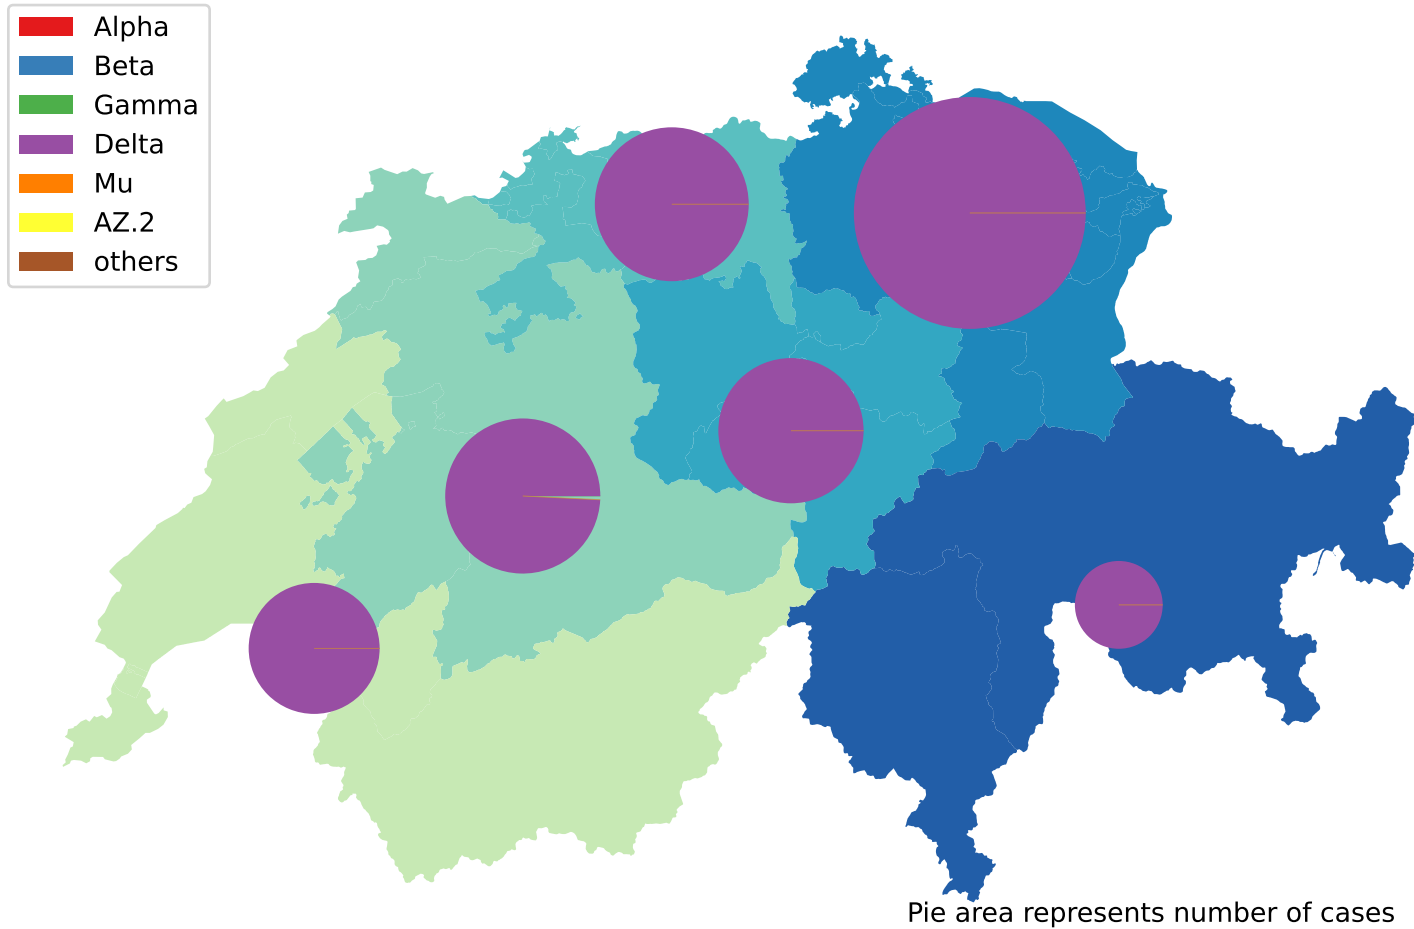 Alpha
Beta
Gamma
Delta
Mu
AZ.2
others
Pie area represents number of cases